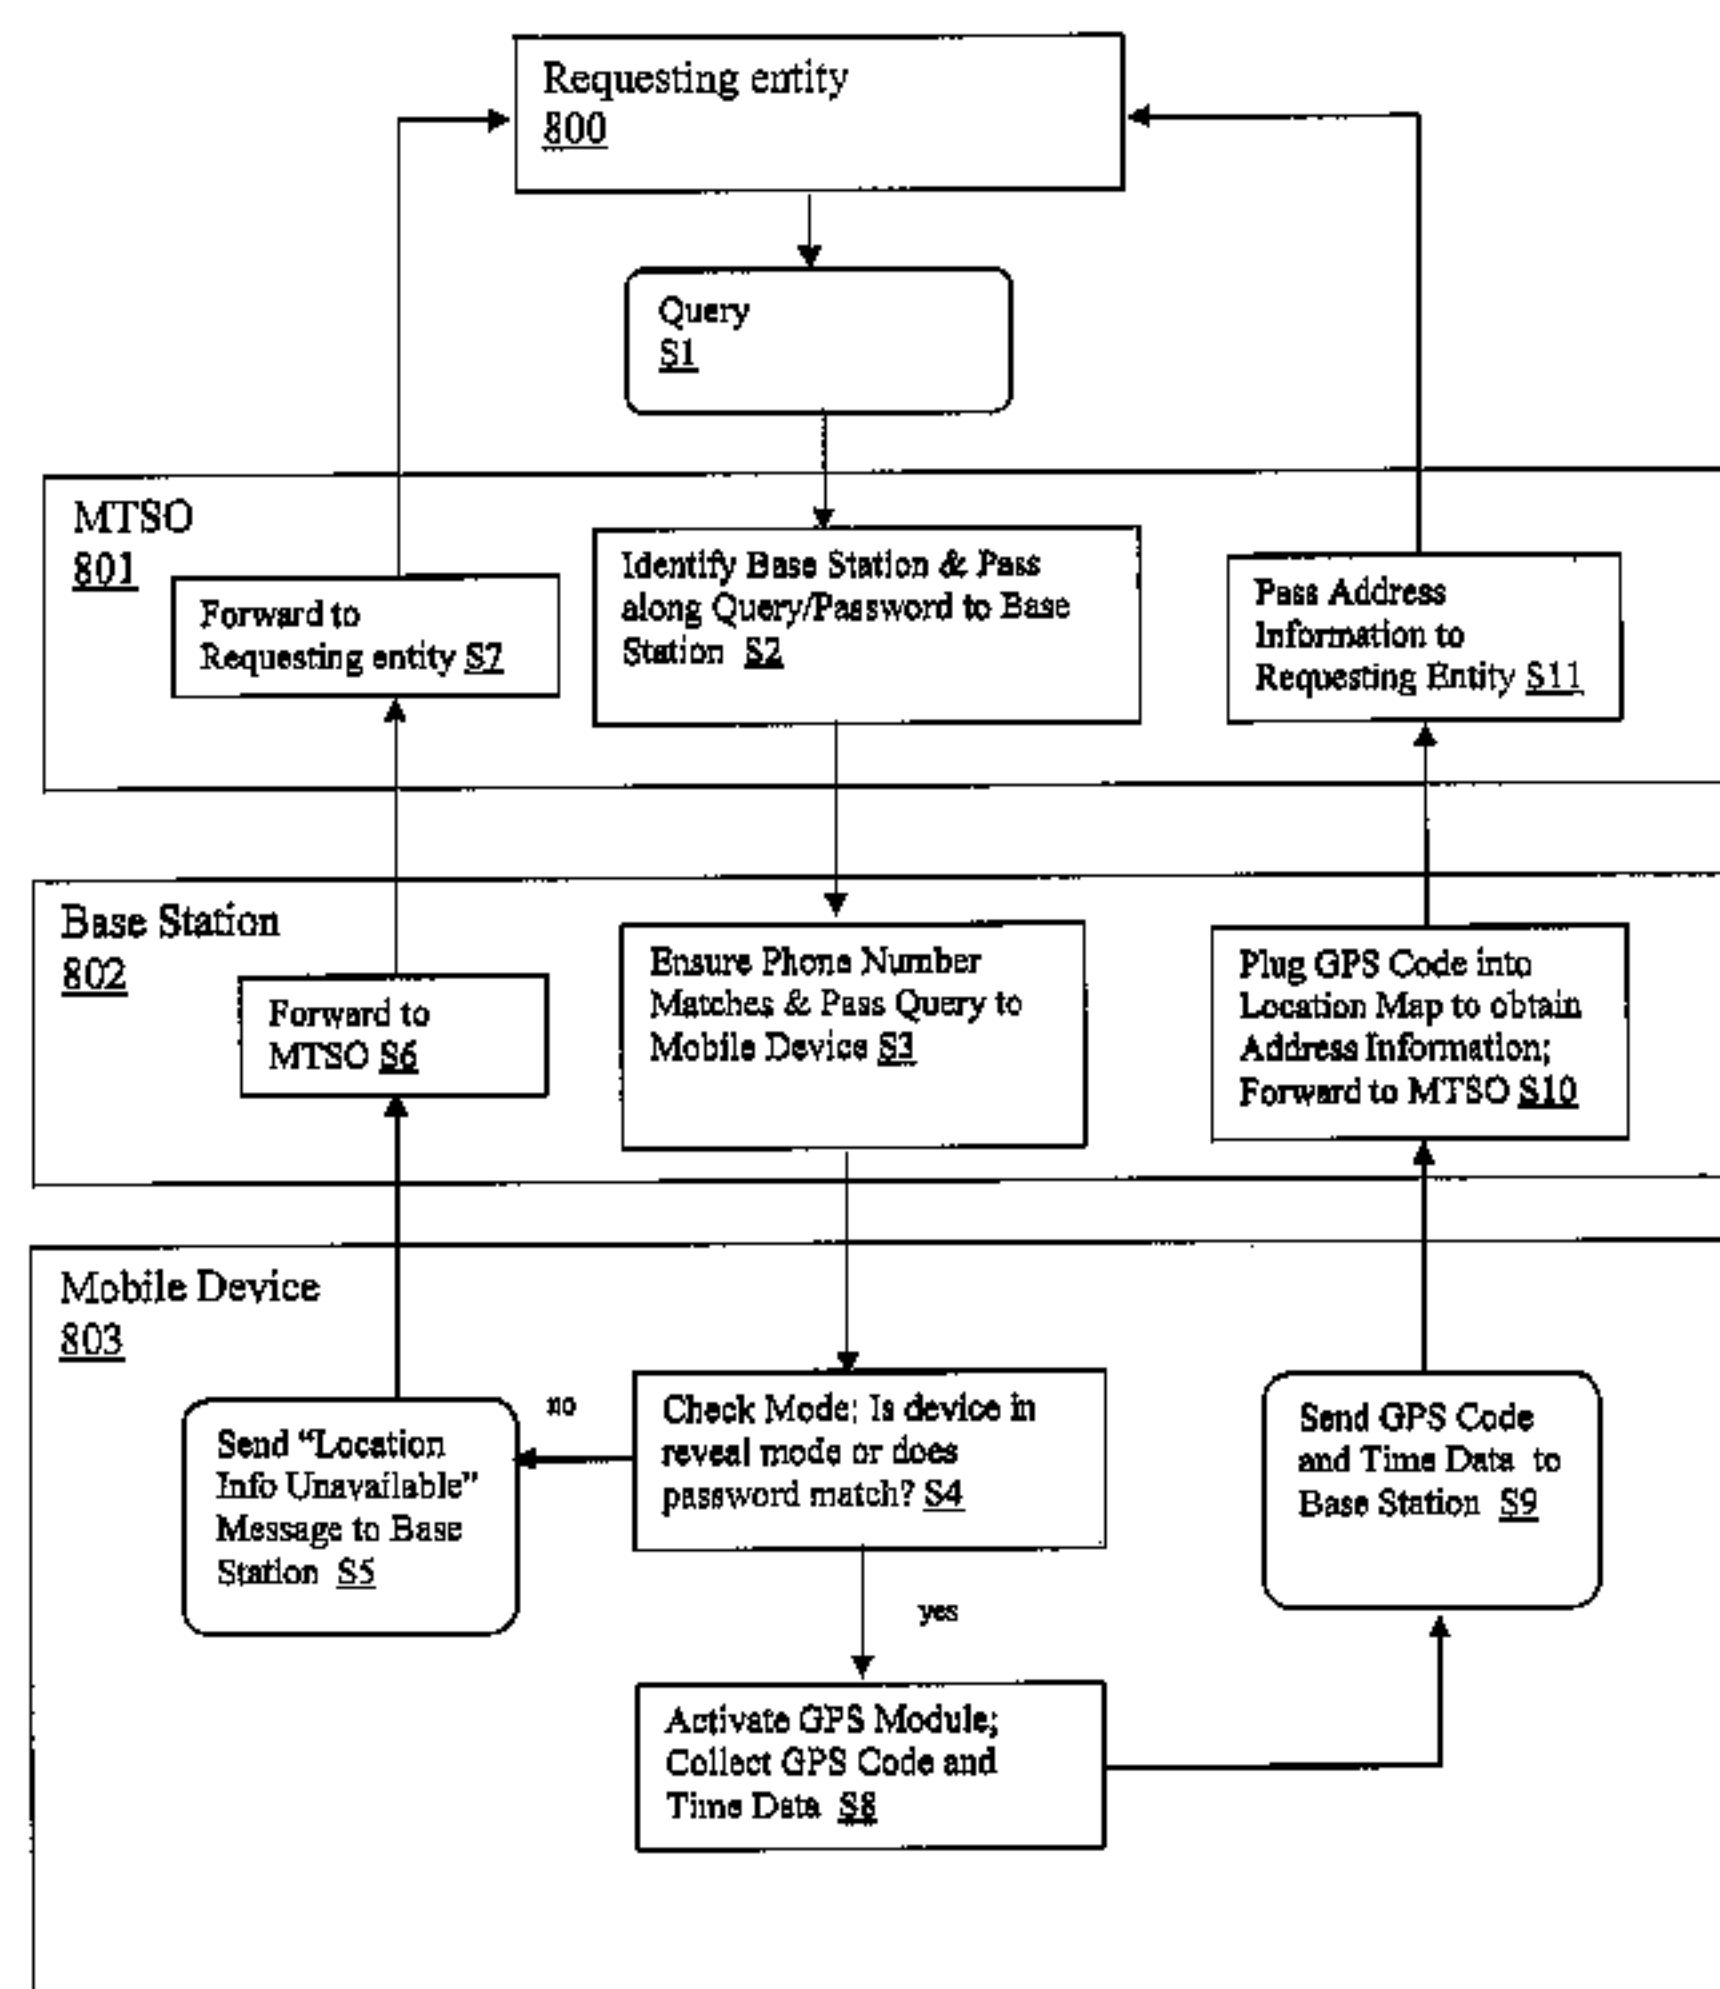 Requesting entity
800
Query
S1
MTSO
801
Forward to
Requesting entity S7
Identify Base Station & Pass
along Query/Password to Base
Station S2
Pass Address
Information to
Requesting Entity S11
Base Station
802
Forward to
MTSO S6
Ensure Phone Number
Matches & Pass Query to
Mobile Device S3
Plug GPS Code into
Location Map to obtain
Address Information;
Forward to MTSO S10
Mobile Device
803
Send “Location
Info Unavailable”
Message to Base
Station S5
no
Check Mode; Is device in
reveal mode or does
password match? S4
yes
Send GPS Code
and Time Data to
Base Station S9
Activate GPS Module;
Collect GPS Code and
Time Data S8